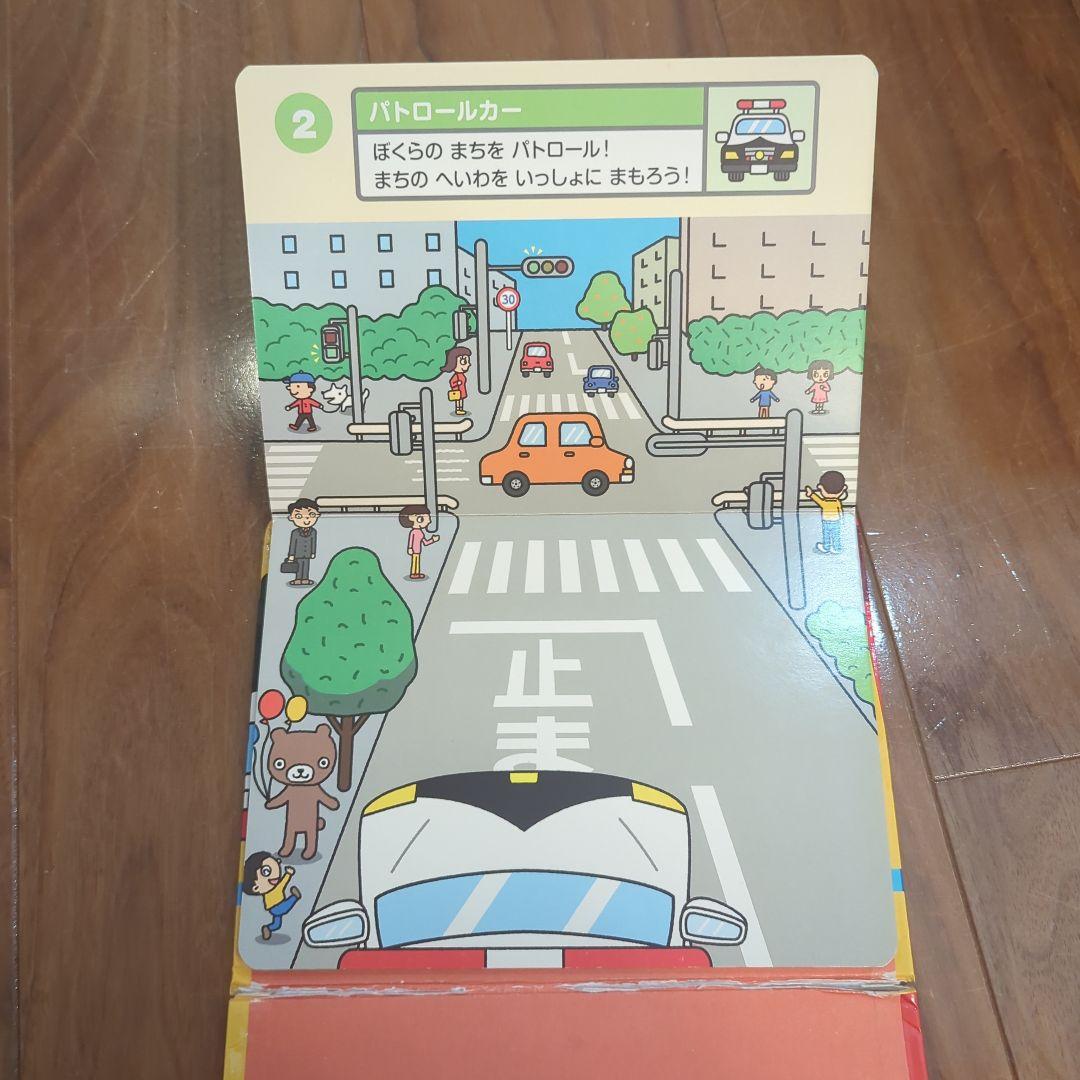 2
パトロールカー
ぼくらの まちを パトロール!
まちの へいわを いっしょに まもろう!
30
止
ま